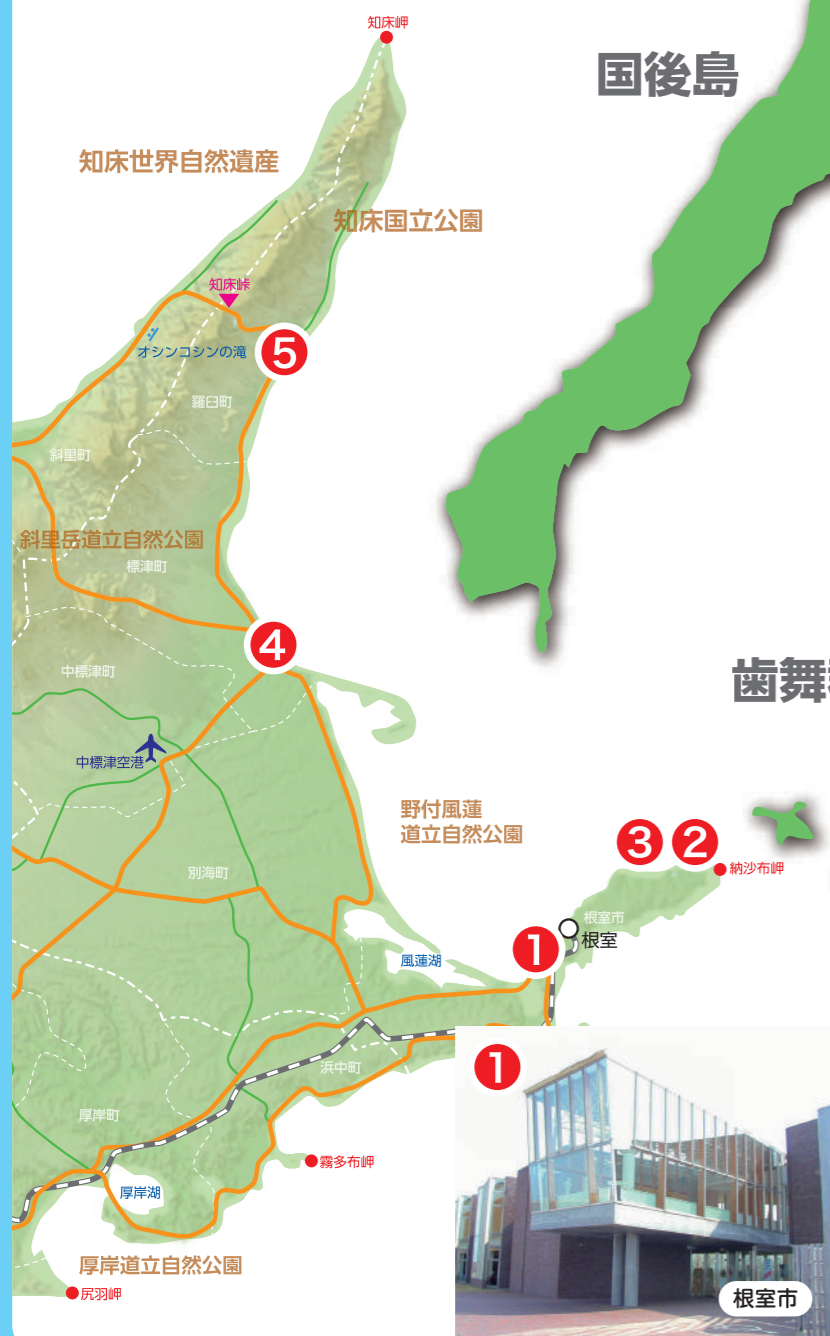 知床岬
国後島
知床世界自然遺産
知床国立公園
知床峠
オシンコシンの滝
5
羅臼町
斜里町
斜里岳道立自然公園
標津町
4
中標津町
歯舞
中標津空港
野付風蓮
道立自然公園
3
2
納沙布岬
別海町
根室市
根室
1
風蓮湖
浜中町
1
厚岸町
霧多布岬
厚岸湖
厚岸道立自然公園
尻羽岬
根室市